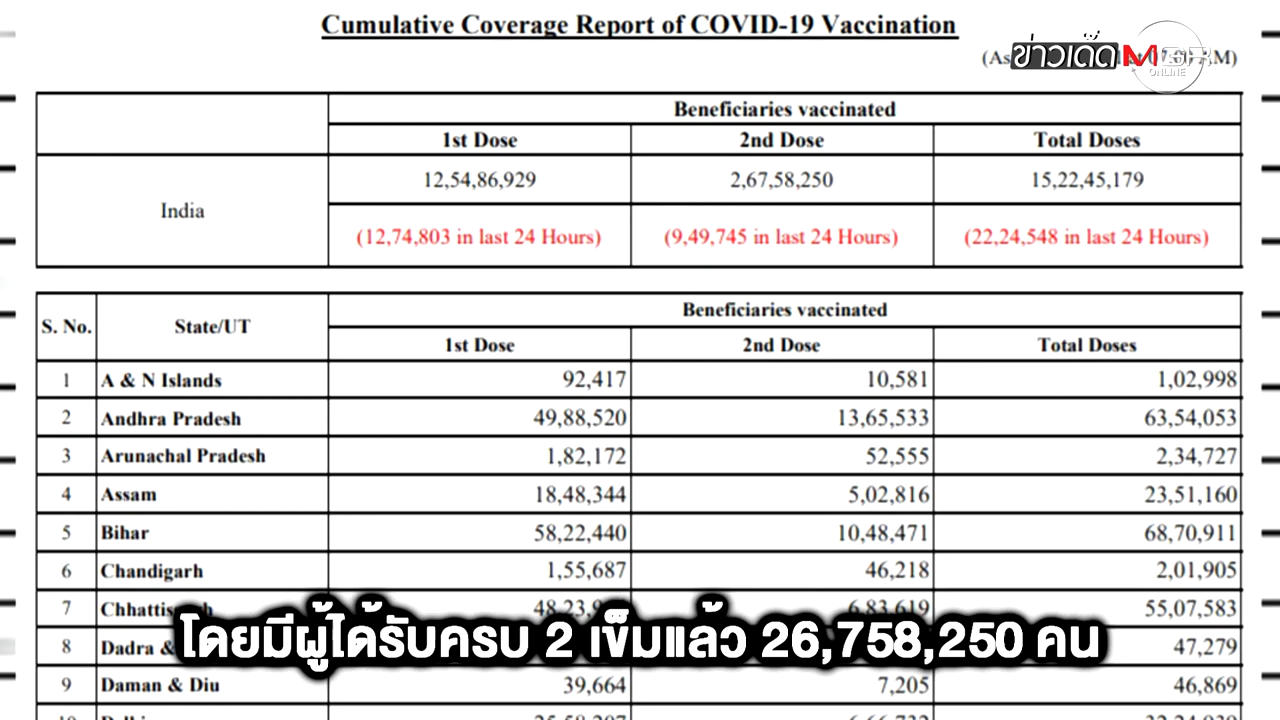 Cumulative Coverage Report of COVID-19 Vaccination
(As
ข่าวเด็ด MGR ONLINE
Beneficiaries vaccinated
1st Dose 2nd Dose Total Doses
India 12,54,86,929 2,67,58,250 15,22,45,179
(12,74,803 in last 24 Hours) (9,49,745 in last 24 Hours) (22,24,548 in last 24 Hours)
S. No. State/UT Beneficiaries vaccinated
1st Dose 2nd Dose Total Doses
1 A & N Islands 92,417 10,581 1,02,998
2 Andhra Pradesh 49,88,520 13,65,533 63,54,053
3 Arunachal Pradesh 1,82,172 52,555 2,34,727
4 Assam 18,48,344 5,02,816 23,51,160
5 Bihar 58,22,440 10,48,471 68,70,911
6 Chandigarh 1,55,687 46,218 2,01,905
7 6,83,619 55,07,583
โดยมีผู้ได้รับครบ 2 เข็มแล้ว 26,758,250 คน
8 Dadra & 47,279
9 Daman & Diu 39,664 7,205 46,869